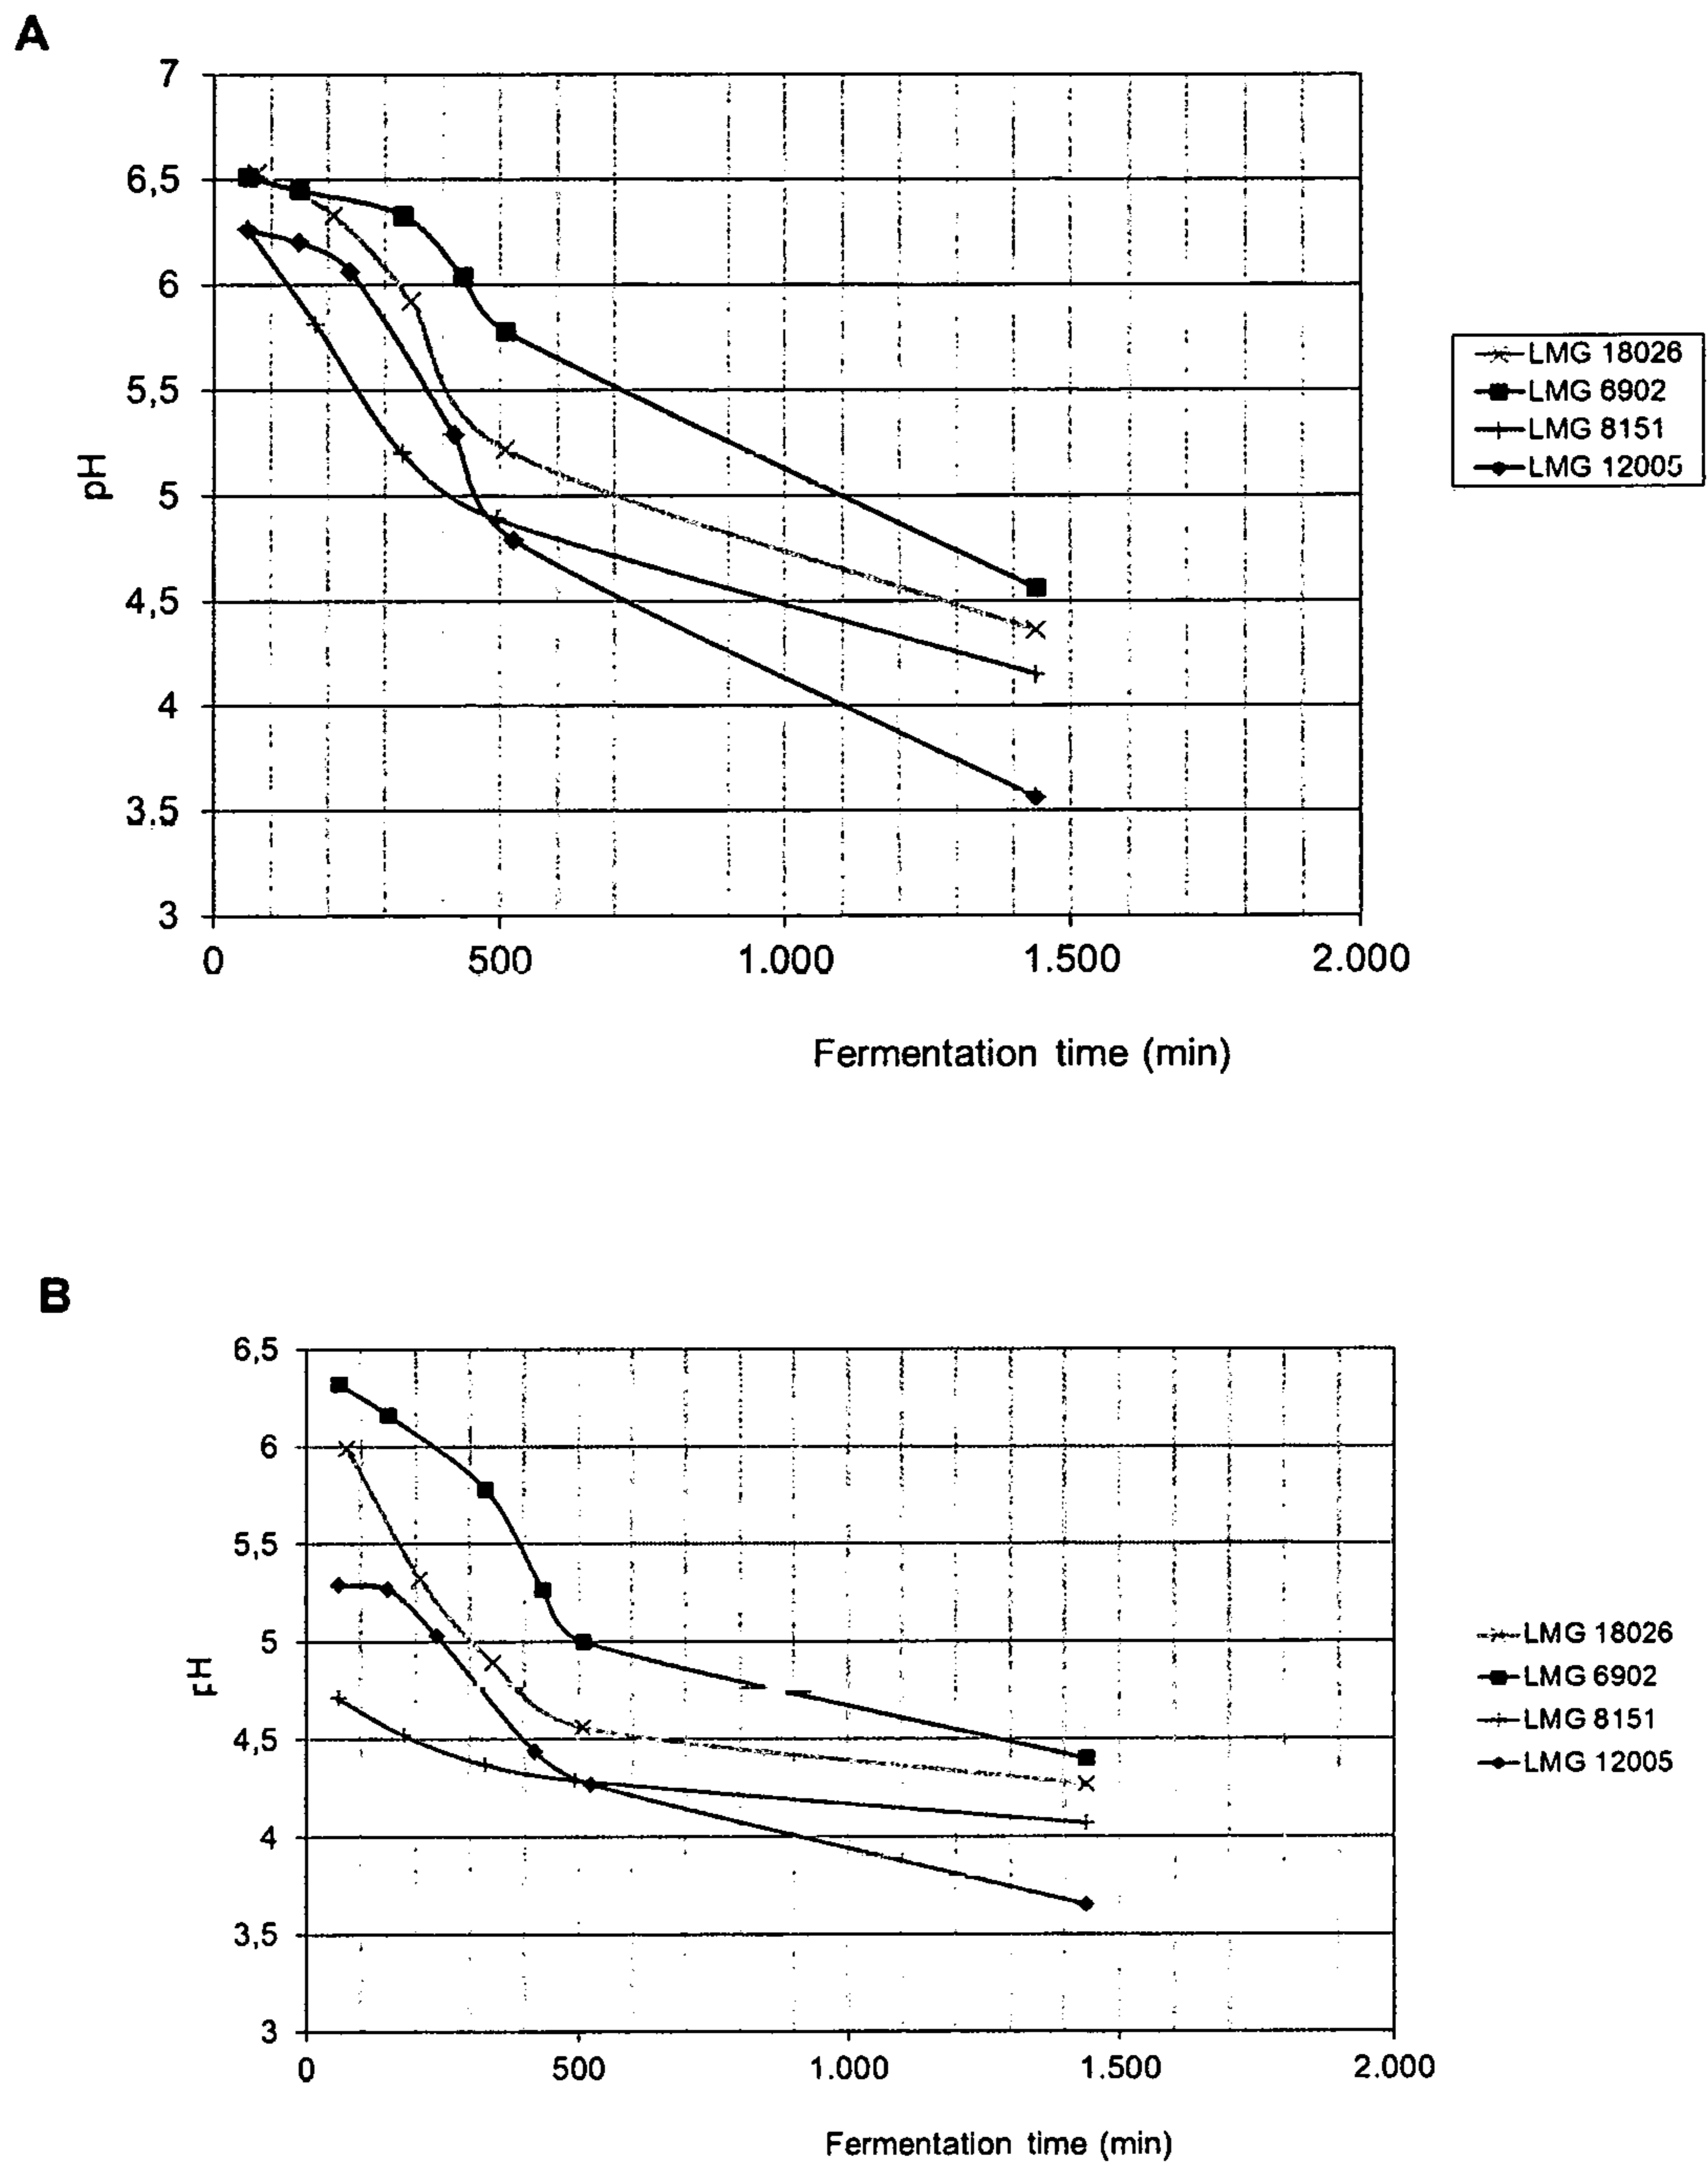 A
7
6,5
6
5,5
5
4,5
4
3.5
3
pH
0 500 1.000 1.500 2.000
Fermentation time (min)
LMG 18026
LMG 6902
LMG 8151
LMG 12005
B
6,5
6
5,5
5
4,5
4
3,5
3
pH
0 500 1.000 1.500 2.000
Fermentation time (min)
LMG 18026
LMG 6902
LMG 8151
LMG 12005